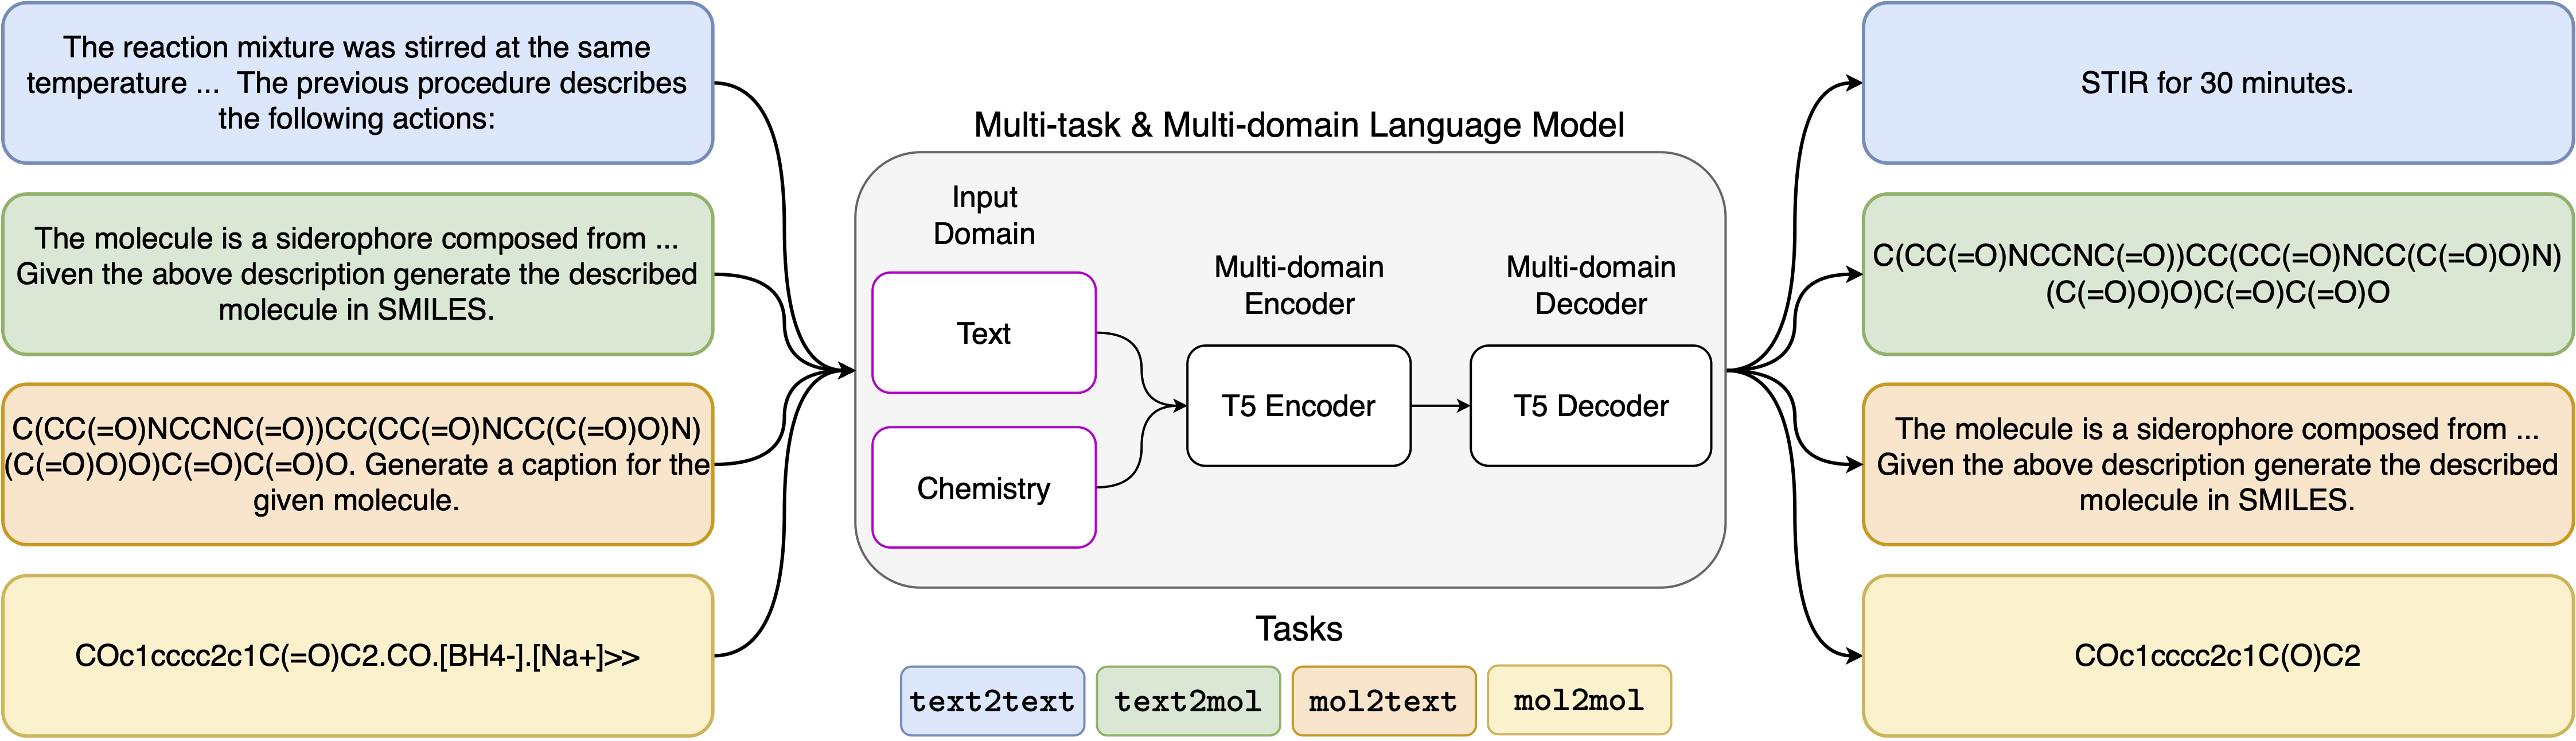 The reaction mixture was stirred at the same
temperature ... The previous procedure describes
the following actions:
The molecule is a siderophore composed from ...
Given the above description generate the described
molecule in SMILES.
C(CC(=O)NCCNC(=O))CC(CC(=O)NCC(C(=O)O)N)
(C(=O)O)O)C(=O)C(=O)O. Generate a caption for the
given molecule.
COc1cccc2c1C(=O)C2.CO.[BH4-].[Na+]>>
Multi-task & Multi-domain Language Model
Input
Domain
Text
Chemistry
Multi-domain
Encoder
T5 Encoder
Multi-domain
Decoder
T5 Decoder
Tasks
text2text
text2mol
mol2text
mol2mol
STIR for 30 minutes.
C(CC(=O)NCCNC(=O))CC(CC(=O)NCC(C(=O)O)N)
(C(=O)O)O)C(=O)C(=O)O
The molecule is a siderophore composed from ...
Given the above description generate the described
molecule in SMILES.
COc1cccc2c1C(O)C2